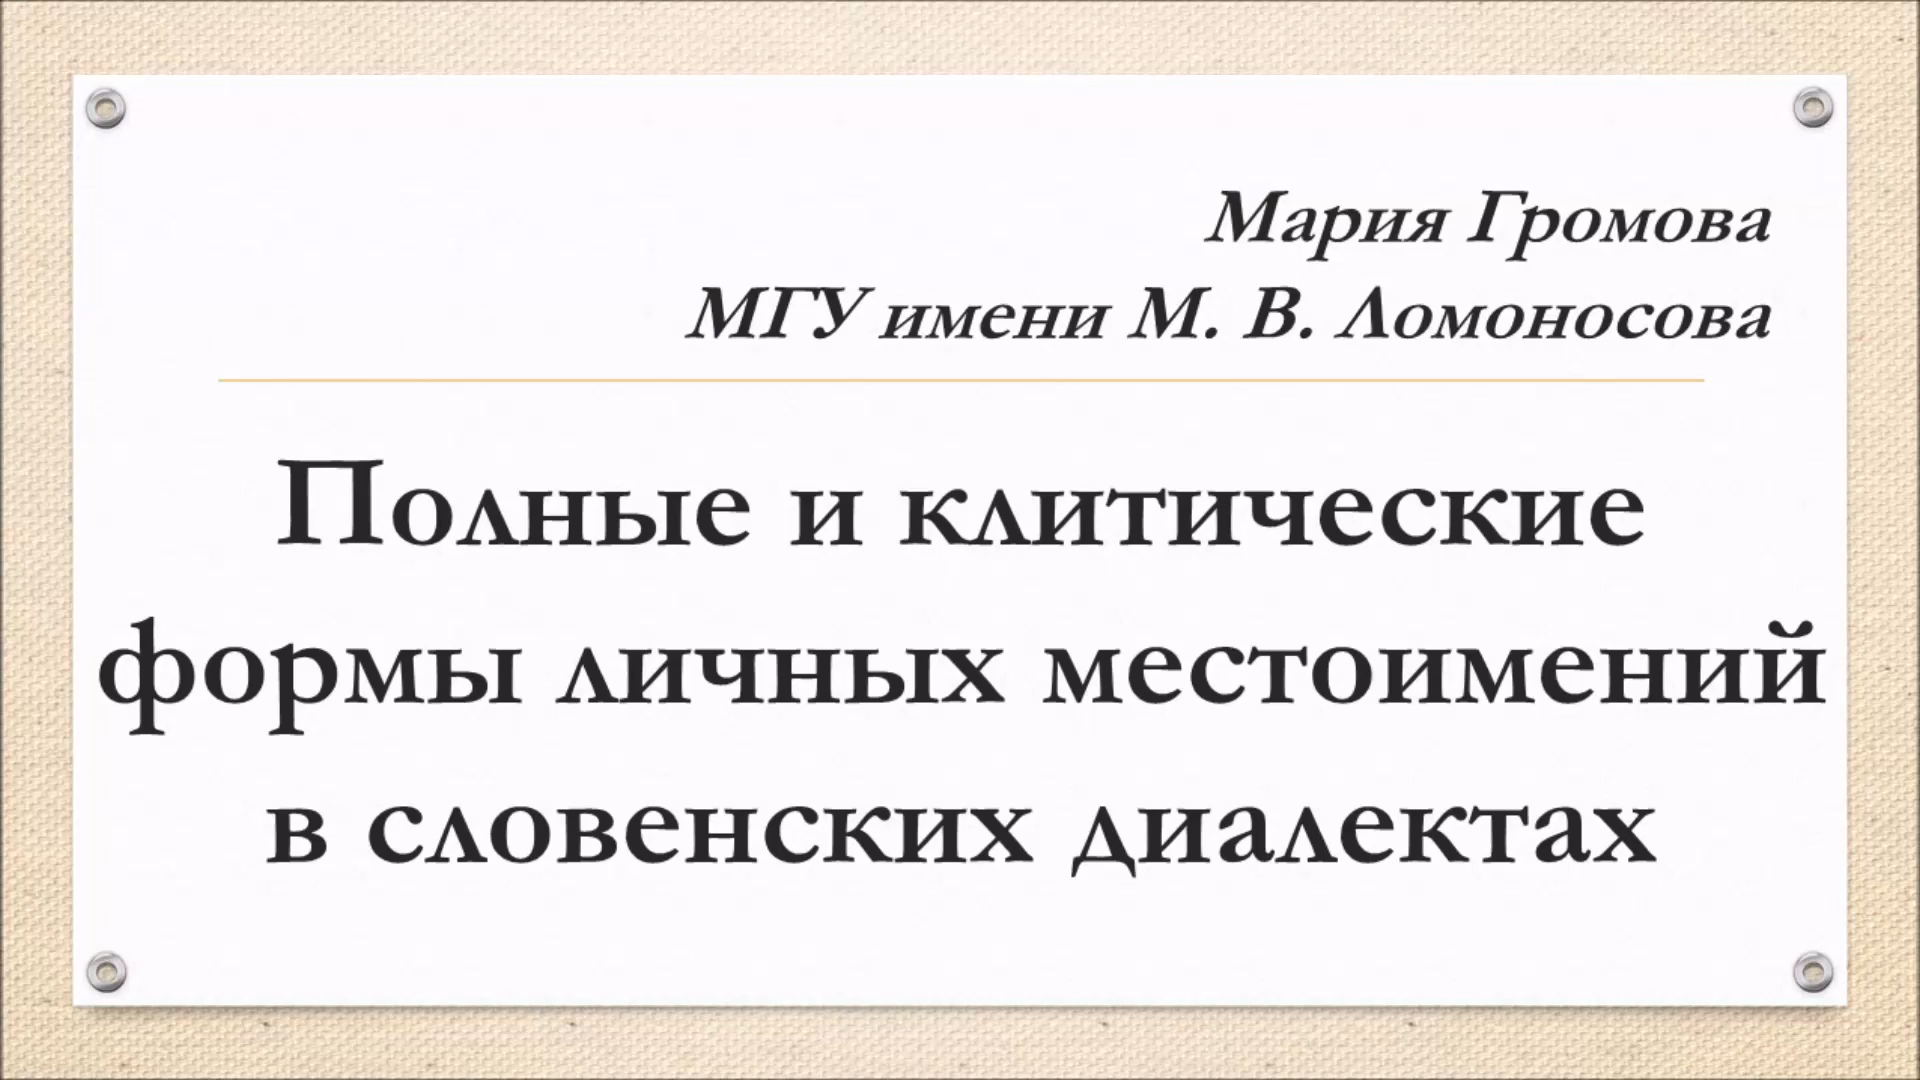 Мария Громова
МГУ имени М. В. Ломоносова
Полные и клитические
формы личных местоимений
в словенских диалектах